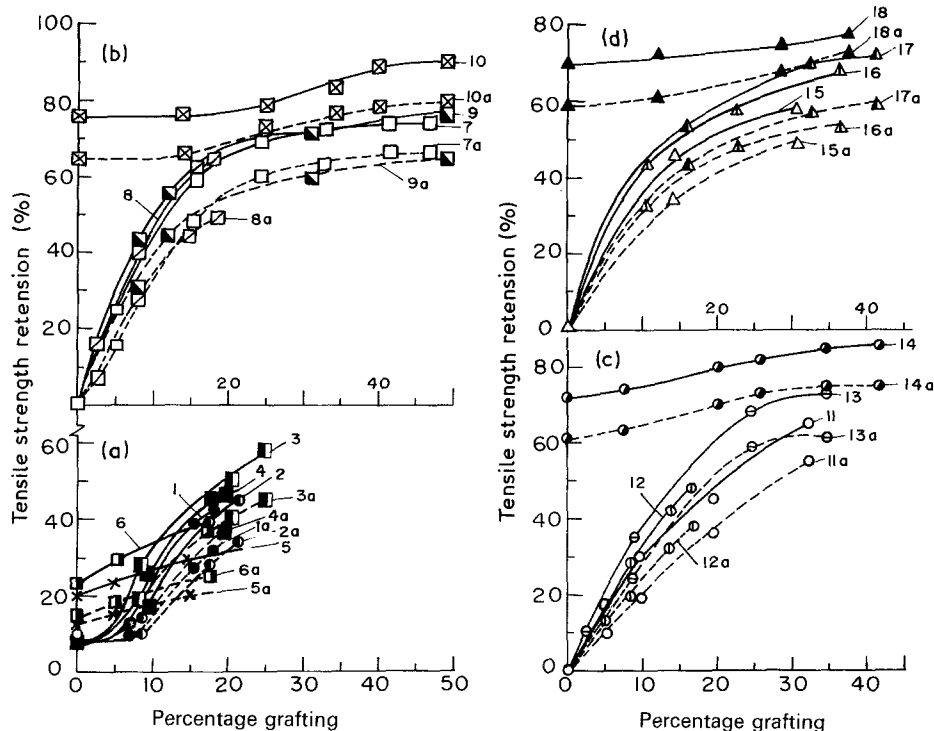 100
80
60
40
20
0
Tensile strength retension (%)
(b)
10
10a
9
7
7a
9a
8
8a
20
40
60
40
20
0
(a)
3
4
2
1
3a
6
1a
4a
2a
5
6a
5a
0
10
20
30
40
50
Percentage grafting
80
60
40
20
0
Tensile strength retension (%)
(d)
18
18a
17
16
15
17a
16a
15a
20
40
80
60
40
20
0
(c)
14
14a
13
11
13a
11a
12
12a
0
10
20
30
40
Percentage grafting